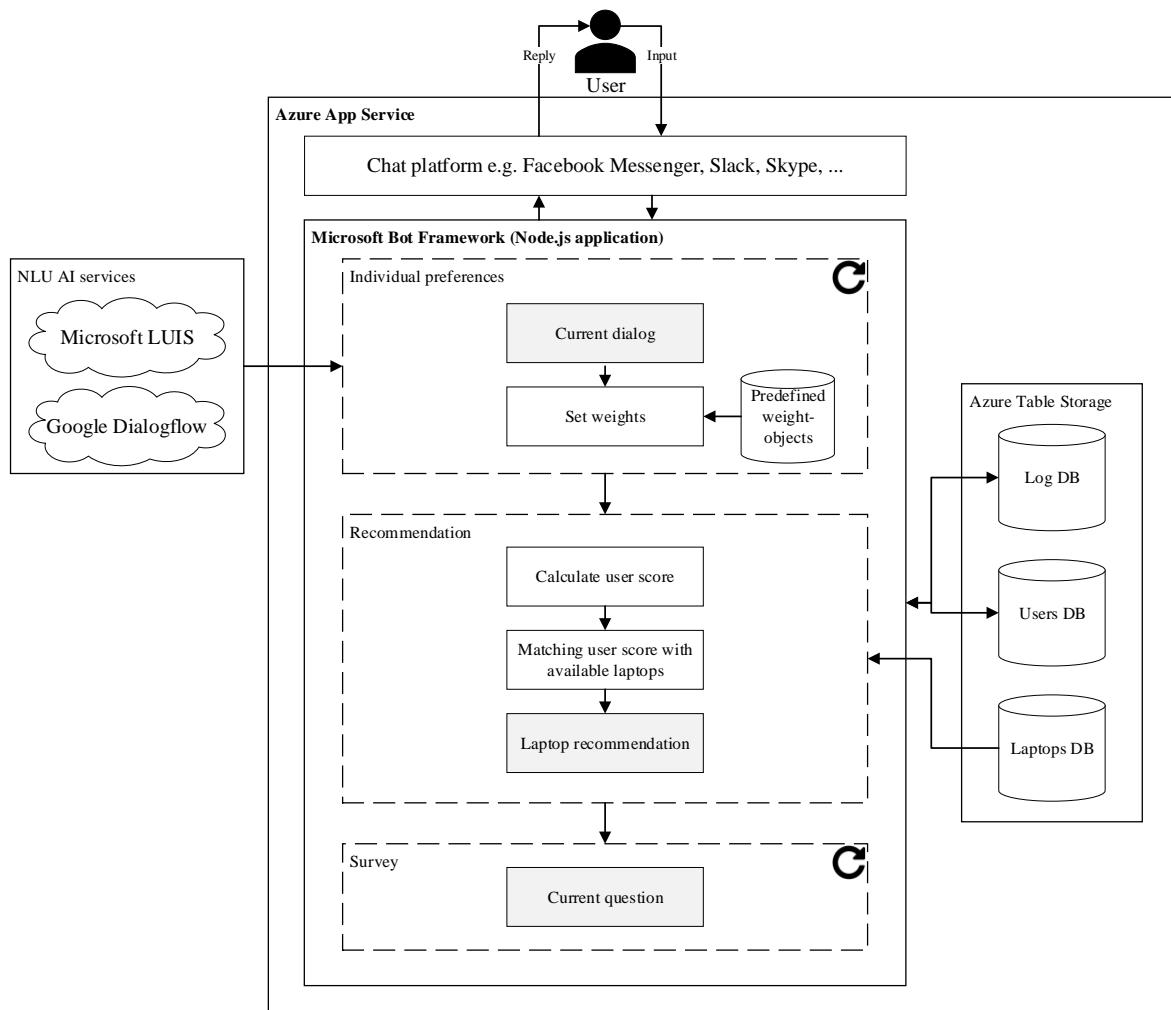 Reply
Input
User
Azure App Service
Chat platform e.g. Facebook Messenger, Slack, Skype, ...
Microsoft Bot Framework (Node.js application)
NLU AI services
Microsoft LUIS
Google Dialogflow
Individual preferences
Current dialog
Set weights
Predefined
weight-
objects
Recommendation
Calculate user score
Matching user score with
available laptops
Laptop recommendation
Survey
Current question
Azure Table Storage
Log DB
Users DB
Laptops DB